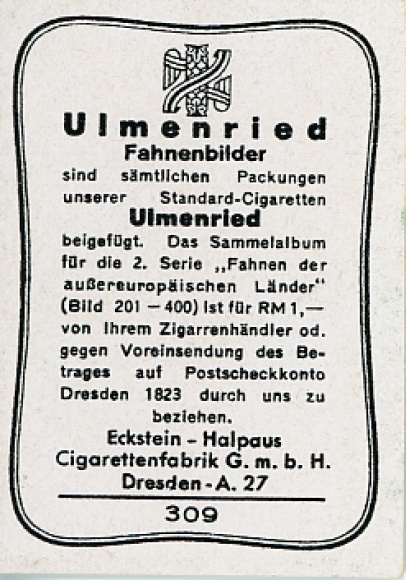 Ulmenried
Fahnenbilder
sind sämtlichen Packungen
unserer Standard-Cigaretten
Ulmenried
beigefügt. Das Sammelalbum
für die 2. Serie „Fahnen der
außereuropäischen Länder"
(Bild 201 – 400) ist für RM 1,—
von Ihrem Zigarrenhändler od.
gegen Voreinsendung des Be-
trages auf Postscheckkonto
Dresden 1823 durch uns zu
beziehen.
Eckstein - Halpaus
Cigarettenfabrik G. m. b. H.
Dresden-A. 27
309